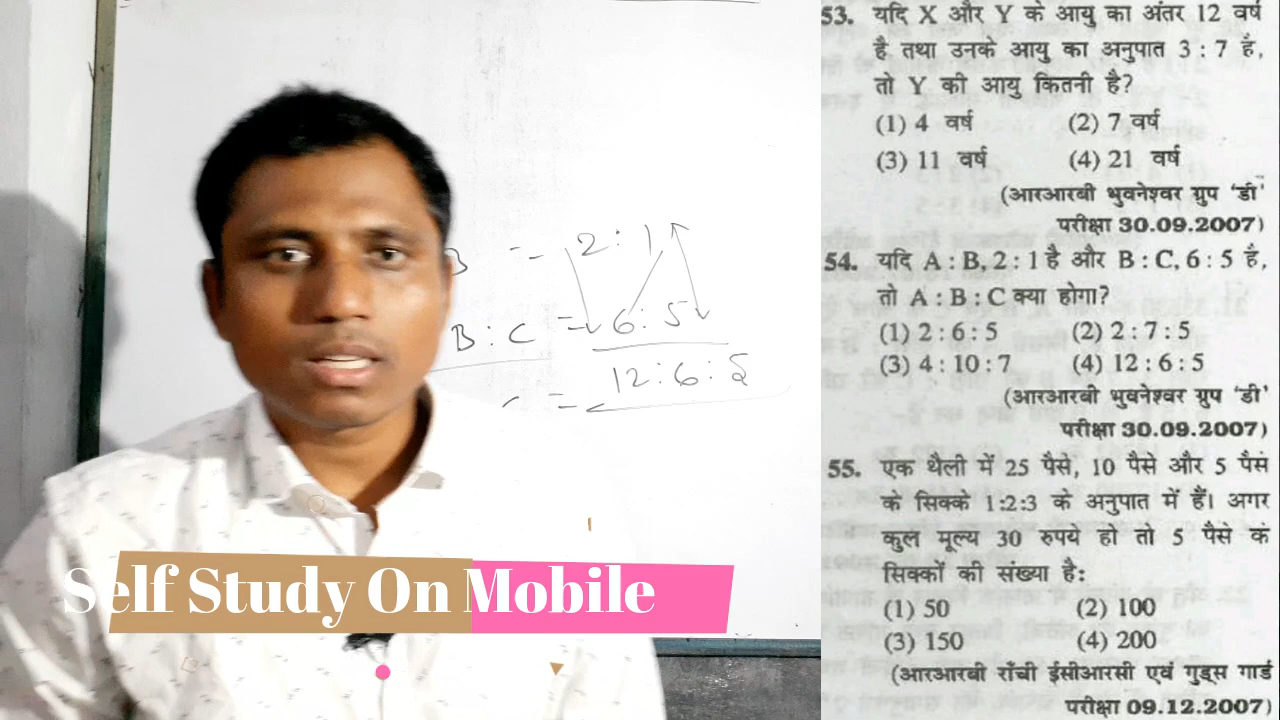 B = 2 : 1
B : C = 6 : 5
= 12 : 6 : 5
Self Study On Mobile
53. यदि X और Y के आयु का अंतर 12 वर्ष
है तथा उनके आयु का अनुपात 3 : 7 है,
तो Y की आयु कितनी है?
(1) 4 वर्ष (2) 7 वर्ष
(3) 11 वर्ष (4) 21 वर्ष
(आरआरबी भुवनेश्वर ग्रुप ‘डी’
परीक्षा 30.09.2007)
54. यदि A : B, 2 : 1 है और B : C, 6 : 5 है,
तो A : B : C क्या होगा?
(1) 2 : 6 : 5 (2) 2 : 7 : 5
(3) 4 : 10 : 7 (4) 12 : 6 : 5
(आरआरबी भुवनेश्वर ग्रुप ‘डी’
परीक्षा 30.09.2007)
55. एक थैली में 25 पैसे, 10 पैसे और 5 पैसे
के सिक्के 1:2:3 के अनुपात में हैं। अगर
कुल मूल्य 30 रुपये हो तो 5 पैसे के
सिक्कों की संख्या है:
(1) 50 (2) 100
(3) 150 (4) 200
(आरआरबी राँची ईसीआरसी एवं गुड्स गार्ड
परीक्षा 09.12.2007)